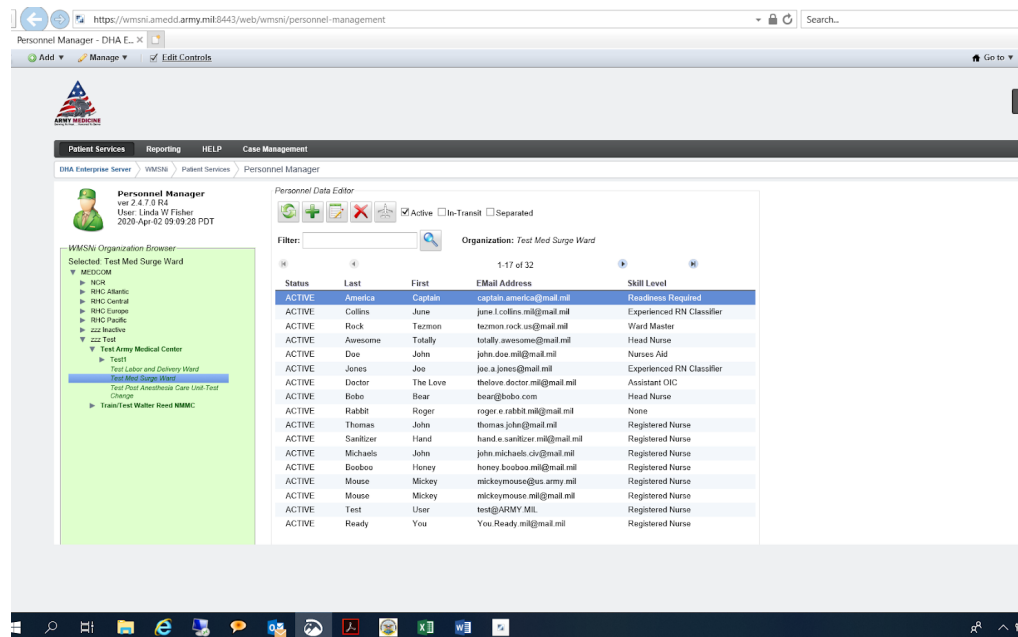 https://wmsni.amedd.army.mil:8443/web/wmsni/personnel-management
Search...
Personnel Manager - DHA E...
Add Manage Edit Controls Go to
ARMY MEDICINE
Patient Services Reporting HELP Case Management
DHA Enterprise Server WMSNi Patient Services Personnel Manager
Personnel Manager
ver 2.4.7.0 R4
User: Linda W Fisher
2020-Apr-02 09:09:28 PDT
WMSNi Organization Browser
Selected: Test Med Surge Ward
MEDCOM
NCR
RHC Atlantic
RHC Central
RHC Europe
RHC Pacific
zzz Inactive
zzz Test
Test Army Medical Center
Test1
Test Labor and Delivery Ward
Test Med Surge Ward
Test Post Anesthesia Care Unit-Test
Change
Train/Test Walter Reed NMMC
Personnel Data Editor
Active In-Transit Separated
Filter: Organization: Test Med Surge Ward
1-17 of 32
Status Last First EMail Address Skill Level
ACTIVE America Captain captain.america@mail.mil Readiness Required
ACTIVE Collins June june.l.collins.mil@mail.mil Experienced RN Classifier
ACTIVE Rock Tezmon tezmon.rock.us@mail.mil Ward Master
ACTIVE Awesome Totally totally.awesome@mail.mil Head Nurse
ACTIVE Doe John john.doe.mil@mail.mil Nurses Aid
ACTIVE Jones Joe joe.a.jones@mail.mil Experienced RN Classifier
ACTIVE Doctor The Love thelove.doctor.mil@mail.mil Assistant OIC
ACTIVE Bobo Bear bear@bobo.com Head Nurse
ACTIVE Rabbit Roger roger.e.rabbit.mil@mail.mil None
ACTIVE Thomas John thomas.john@mail.mil Registered Nurse
ACTIVE Sanitizer Hand hand.e.sanitizer.mil@mail.mil Registered Nurse
ACTIVE Michaels John john.michaels.civ@mail.mil Registered Nurse
ACTIVE Booboo Honey honey.booboo.mil@mail.mil Registered Nurse
ACTIVE Mouse Mickey mickeymouse@us.army.mil Registered Nurse
ACTIVE Mouse Mickey mickeymouse.mil@mail.mil Registered Nurse
ACTIVE Test User test@ARMY.MIL Registered Nurse
ACTIVE Ready You You.Ready.mil@mail.mil Registered Nurse